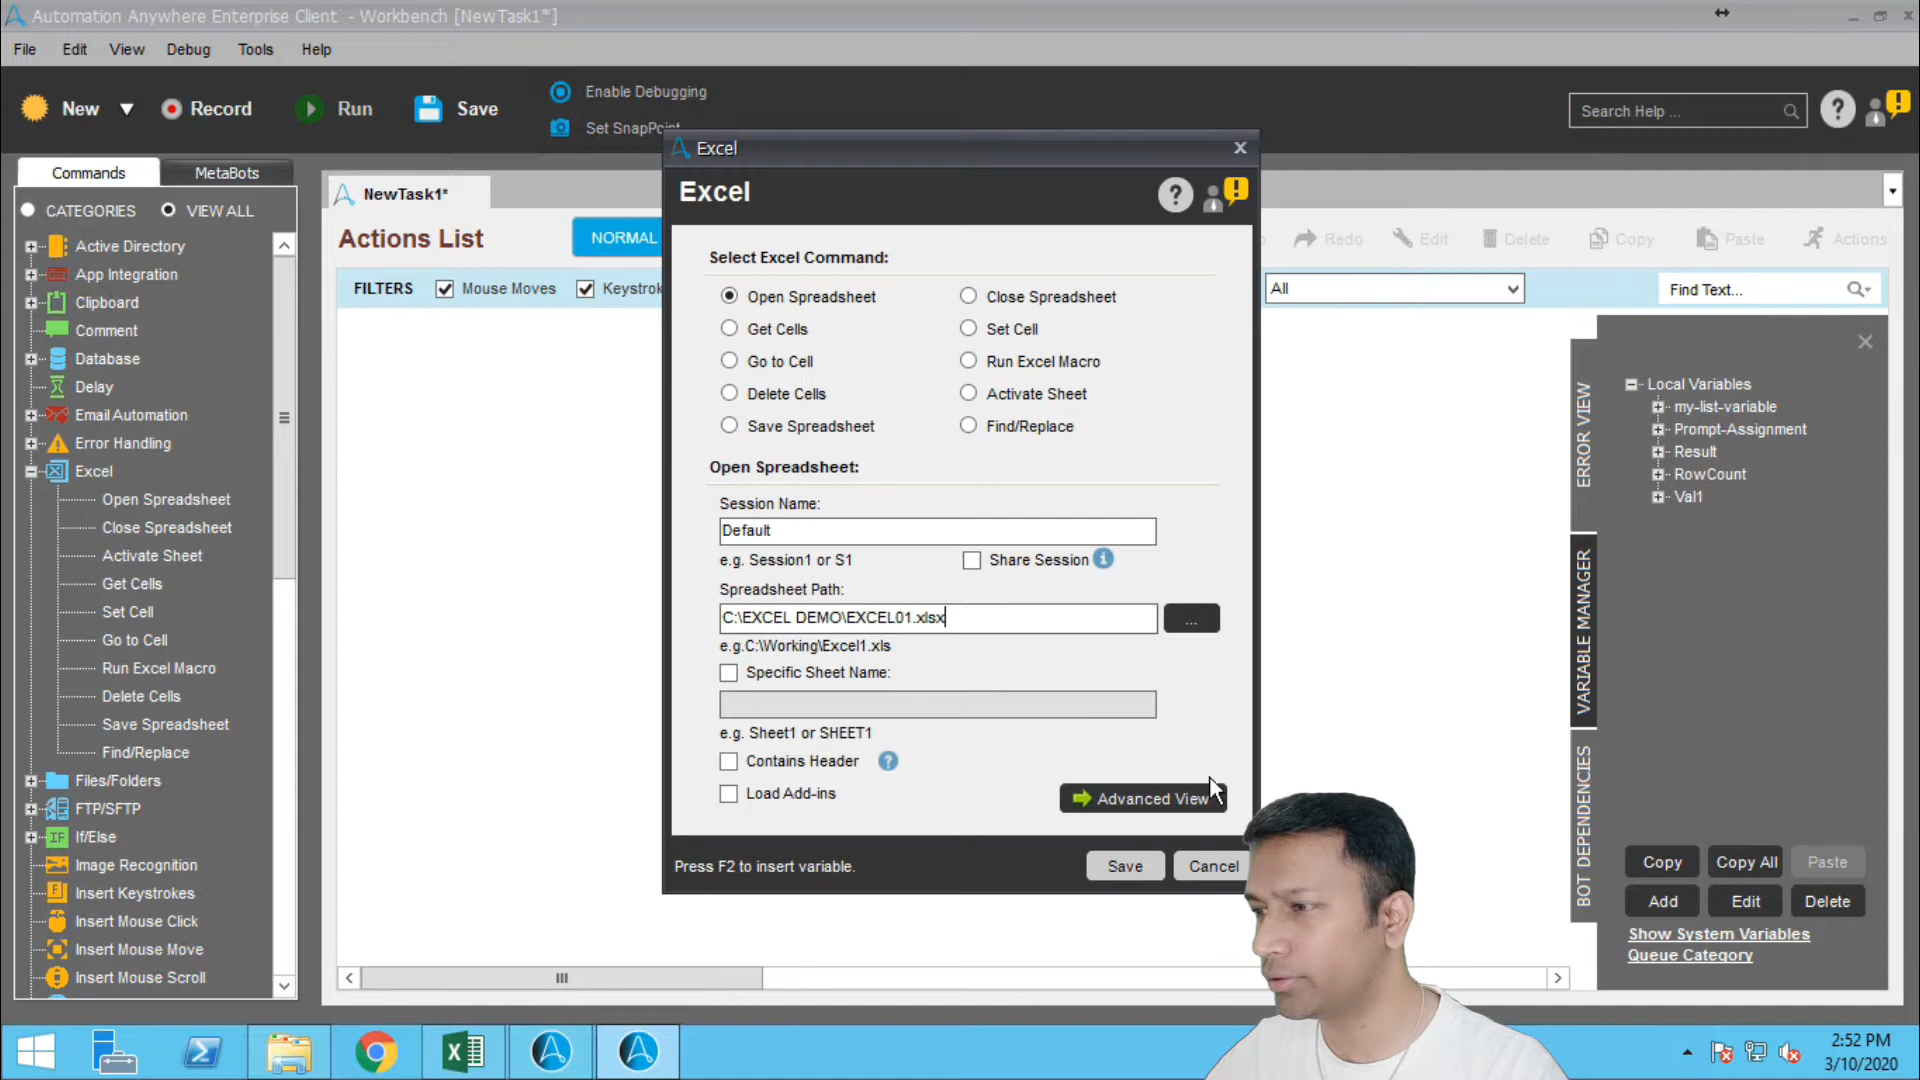 Automation Anywhere Enterprise Client - Workbench [NewTask1*]
File Edit View Debug Tools Help
New Record Run Save
Enable Debugging
Set SnapPoint
Search Help ...
Commands MetaBots
CATEGORIES VIEW ALL
Active Directory
App Integration
Clipboard
Comment
Database
Delay
Email Automation
Error Handling
Excel
Open Spreadsheet
Close Spreadsheet
Activate Sheet
Get Cells
Set Cell
Go to Cell
Run Excel Macro
Delete Cells
Save Spreadsheet
Find/Replace
Files/Folders
FTP/SFTP
If/Else
Image Recognition
Insert Keystrokes
Insert Mouse Click
Insert Mouse Move
Insert Mouse Scroll
NewTask1*
Actions List NORMAL
Redo Edit Delete Copy Paste Actions
FILTERS Mouse Moves Keystrok
All
Find Text...
Excel
Excel
Select Excel Command:
Open Spreadsheet Close Spreadsheet
Get Cells Set Cell
Go to Cell Run Excel Macro
Delete Cells Activate Sheet
Save Spreadsheet Find/Replace
Open Spreadsheet:
Session Name:
Default
e.g. Session1 or S1 Share Session
Spreadsheet Path:
C:\EXCEL DEMO\EXCEL01.xlsx
...
e.g.C:\Working\Excel1.xls
Specific Sheet Name:
e.g. Sheet1 or SHEET1
Contains Header
Load Add-ins
Advanced View
Press F2 to insert variable.
Save Cancel
ERROR VIEW
VARIABLE MANAGER
BOT DEPENDENCIES
Local Variables
my-list-variable
Prompt-Assignment
Result
RowCount
Val1
Copy Copy All Paste
Add Edit Delete
Show System Variables
Queue Category
2:52 PM
3/10/2020